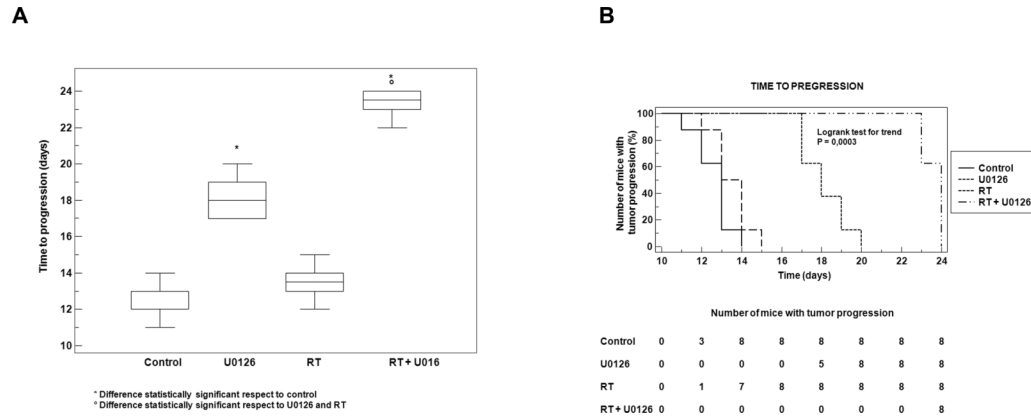 A
24
22
20
18
16
14
12
10
Time to progression (days)
Control U0126 RT RT+U016
*
*
°
* Difference statistically significant respect to control
° Difference statistically significant respect to U0126 and RT
B
TIME TO PREGRESSION
Number of mice with
tumor progression (%)
100
80
60
40
20
0
Logrank test for trend
P = 0,0003
10 12 14 16 18 20 22 24
Time (days)
Control
U0126
RT
RT+ U0126
Number of mice with tumor progression
Control 0 3 8 8 8 8 8 8
U0126 0 0 0 0 5 8 8 8
RT 0 1 7 8 8 8 8 8
RT+ U0126 0 0 0 0 0 0 0 8